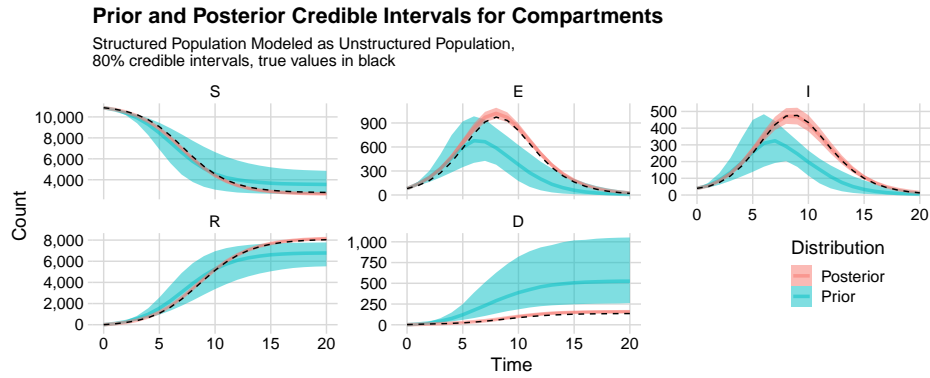 Prior and Posterior Credible Intervals for Compartments
Structured Population Modeled as Unstructured Population,
80% credible intervals, true values in black
S
E
I
10,000
8,000
6,000
4,000
900
600
300
0
500
400
300
200
100
0
0 5 10 15 20
Count
R
D
8,000
6,000
4,000
2,000
0
1,000
750
500
250
0
0 5 10 15 20
0 5 10 15 20
Time
Distribution
Posterior
Prior